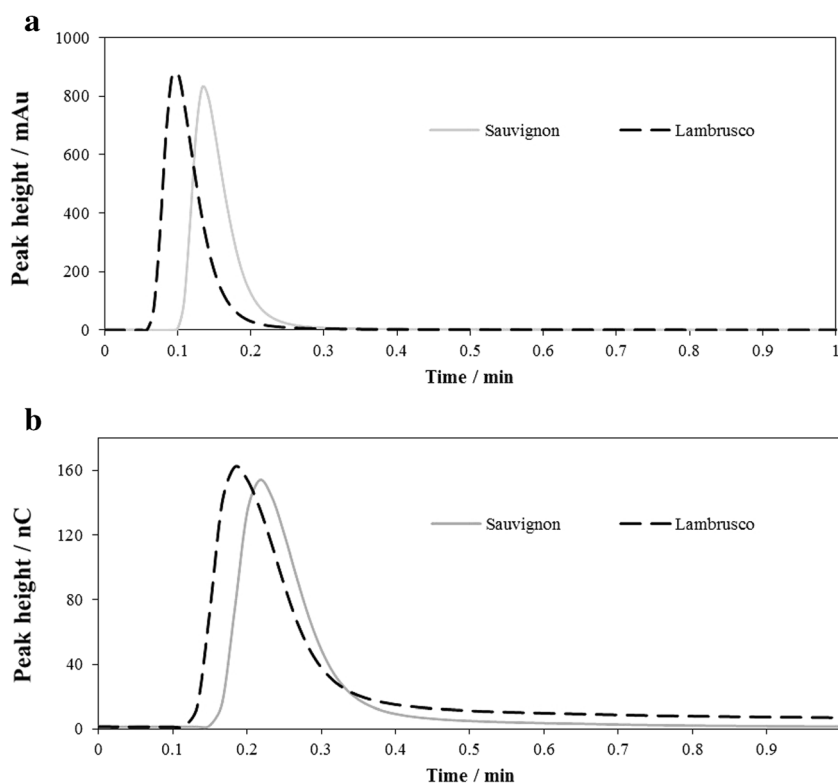 a
1000
800
600
400
200
0
Peak height / mAu
Sauvignon
Lambrusco
0 0.1 0.2 0.3 0.4 0.5 0.6 0.7 0.8 0.9 1
Time / min
b
160
120
80
40
0
Peak height / nC
Sauvignon
Lambrusco
0 0.1 0.2 0.3 0.4 0.5 0.6 0.7 0.8 0.9
Time / min